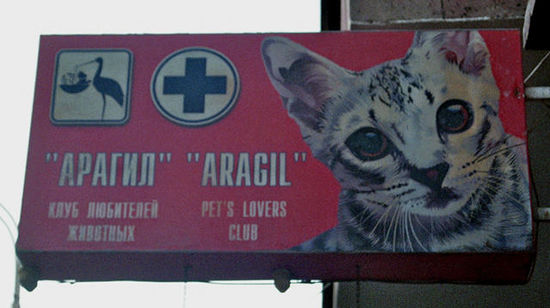 "АРАГИЛ" "ARAGIL"
КЛУБ ЛЮБИТЕЛЕЙ
ЖИВОТНЫХ
PET'S LOVERS
CLUB